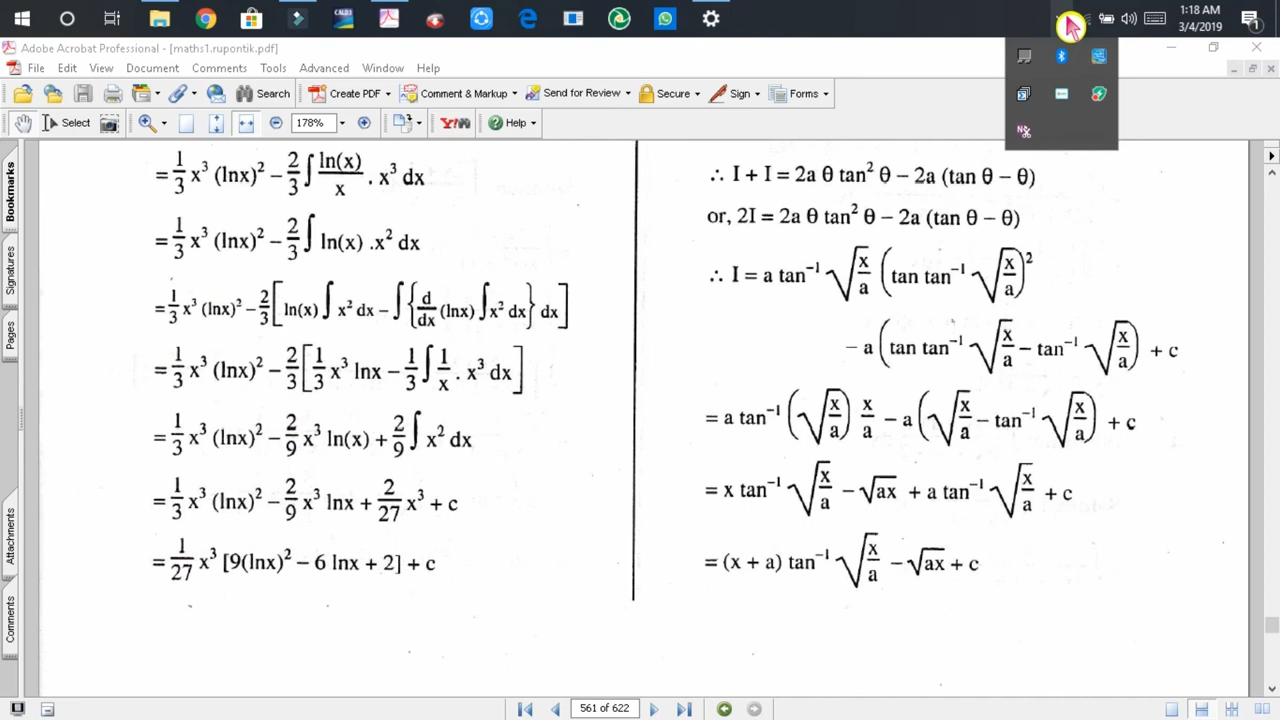 1:18 AM
3/4/2019
1
Adobe Acrobat Professional - [maths1.rupontik.pdf]
File Edit View Document Comments Tools Advanced Window Help
Search Create PDF Comment & Markup Send for Review Secure Sign Forms
Select 178% Y! Help
Bookmarks
Signatures
Pages
Attachments
Comments
= 1/3 x³ (lnx)² − 2/3 ∫ ln(x)/x . x³ dx
= 1/3 x³ (lnx)² − 2/3 ∫ ln(x) .x² dx
= 1/3 x³ (lnx)² − 2/3 [ln(x) ∫ x² dx − ∫ {d/dx (lnx) ∫ x² dx} dx]
= 1/3 x³ (lnx)² − 2/3 [1/3 x³ lnx − 1/3 ∫ 1/x . x³ dx]
= 1/3 x³ (lnx)² − 2/9 x³ ln(x) + 2/9 ∫ x² dx
= 1/3 x³ (lnx)² − 2/9 x³ lnx + 2/27 x³ + c
= 1/27 x³ [9(lnx)² − 6 lnx + 2] + c
∴ I + I = 2a θ tan² θ − 2a (tan θ − θ)
or, 2I = 2a θ tan² θ − 2a (tan θ − θ)
∴ I = a tan⁻¹ √(x/a) (tan tan⁻¹ √(x/a))²
− a (tan tan⁻¹ √(x/a) − tan⁻¹ √(x/a)) + c
= a tan⁻¹ (√(x/a)) x/a − a (√(x/a) − tan⁻¹ √(x/a)) + c
= x tan⁻¹ √(x/a) − √ax + a tan⁻¹ √(x/a) + c
= (x + a) tan⁻¹ √(x/a) − √ax + c
561 of 622